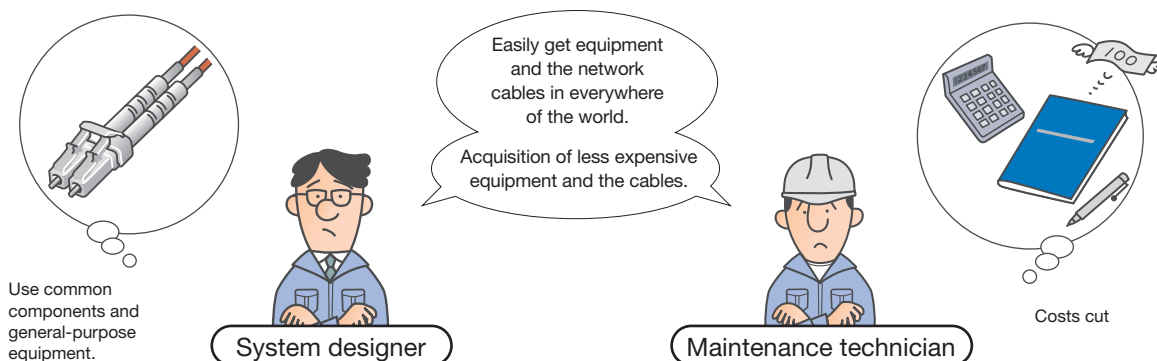 Easily get equipment
and the network
cables in everywhere
of the world.
Acquisition of less expensive
equipment and the cables.
100
1234567
Use common
components and
general-purpose
equipment.
Costs cut
System designer
Maintenance technician